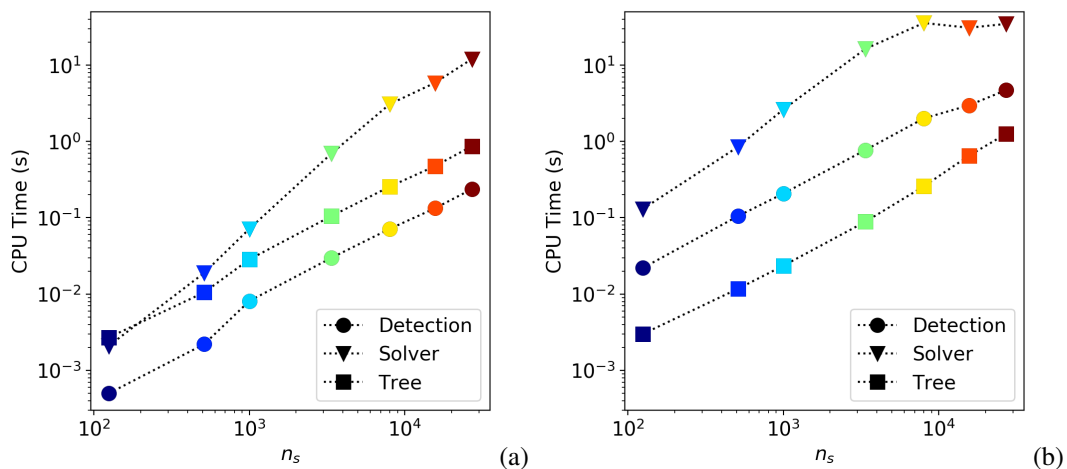 CPU Time (s)
10^1
10^0
10^{-1}
10^{-2}
10^{-3}
Detection
Solver
Tree
10^2
10^3
10^4
n_s
(a)
CPU Time (s)
10^1
10^0
10^{-1}
10^{-2}
10^{-3}
Detection
Solver
Tree
10^2
10^3
10^4
n_s
(b)